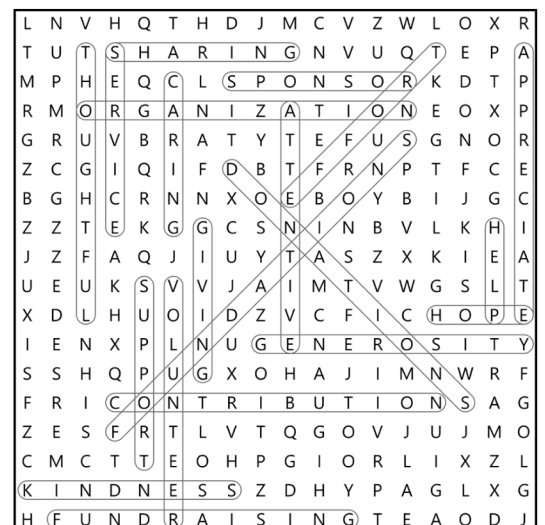 L N V H Q T H D J M C V Z W L O X R
T U T S H A R I N G N V U Q T E P A
M P H E Q C L S P O N S O R K D T P
R M O R G A N I Z A T I O N E O X P
G R U V B R A T Y T E F U S G N O R
Z C G I Q I F D B T F R N P T F C E
B G H C R N N X O E B O Y B I J G C
Z Z T E K G G C S N I N B V L K H I
J Z F A Q J I U Y T A S Z X K I E A
U E U K S V V J A I M T V W G S L T
X D L H U O I D Z V C F I C H O P E
I E N X P L N U G E N E R O S I T Y
S S H Q P U G X O H A J I M N W R F
F R I C O N T R I B U T I O N S A G
Z E S F R T L V T Q G O V J U J M O
C M C T T E O H P G I O R L I X Z L
K I N D N E S S Z D H Y P A G L X G
H F U N D R A I S I N G T E A O D J